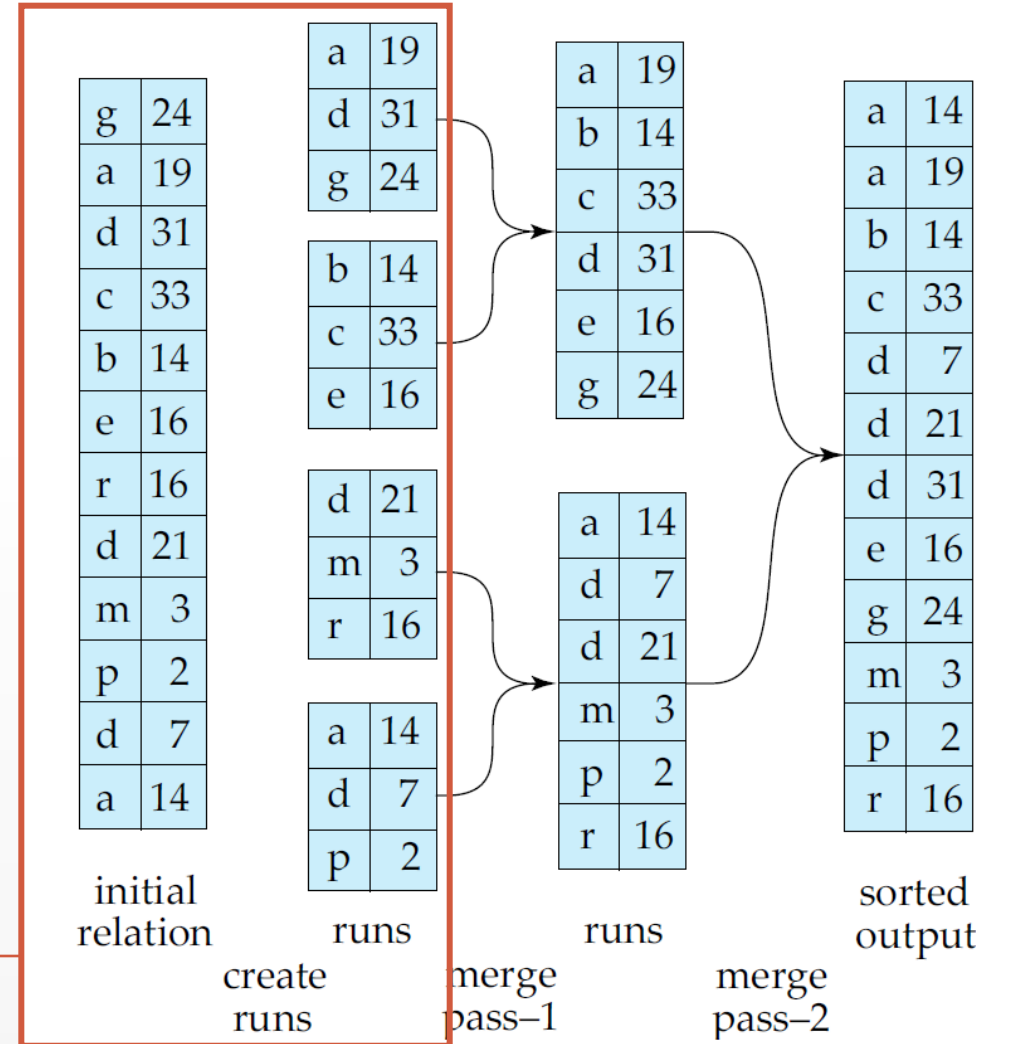 g 24
a 19
d 31
c 33
b 14
e 16
r 16
d 21
m 3
p 2
d 7
a 14
initial
relation
a 19
d 31
g 24
b 14
c 33
e 16
d 21
m 3
r 16
a 14
d 7
p 2
runs
create
runs
a 19
b 14
c 33
d 31
e 16
g 24
a 14
d 7
d 21
m 3
p 2
r 16
runs
merge
pass–1
a 14
a 19
b 14
c 33
d 7
d 21
d 31
e 16
g 24
m 3
p 2
r 16
sorted
output
merge
pass–2